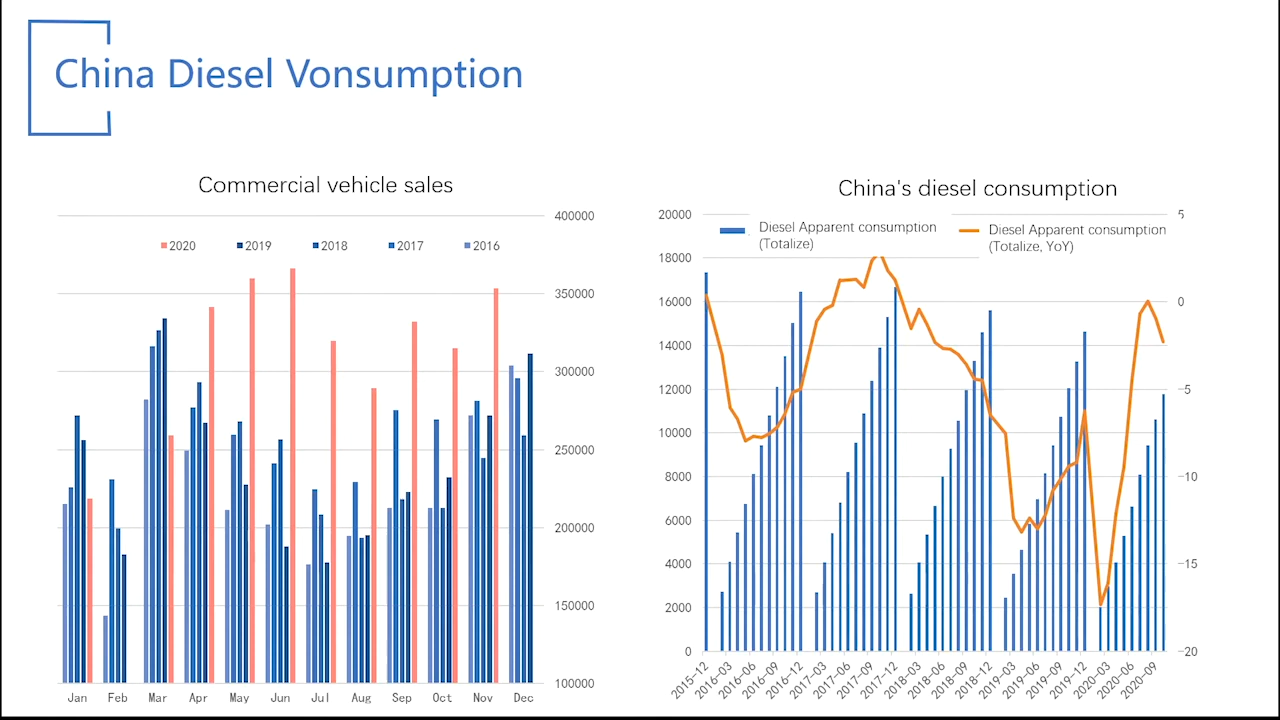 China Diesel Vonsumption
Commercial vehicle sales
2020 2019 2018 2017 2016
400000
350000
300000
250000
200000
150000
100000
Jan Feb Mar Apr May Jun Jul Aug Sep Oct Nov Dec
China's diesel consumption
Diesel Apparent consumption
(Totalize)
Diesel Apparent consumption
(Totalize, YoY)
20000
18000
16000
14000
12000
10000
8000
6000
4000
2000
0
5
0
-5
-10
-15
-20
2015-12 2016-03 2016-06 2016-09 2016-12 2017-03 2017-06 2017-09 2017-12 2018-03 2018-06 2018-09 2018-12 2019-03 2019-06 2019-09 2019-12 2020-03 2020-06 2020-09